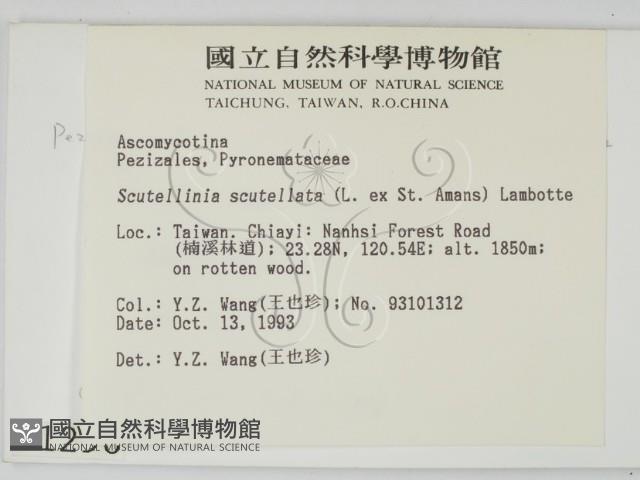 國立自然科學博物館
NATIONAL MUSEUM OF NATURAL SCIENCE
TAICHUNG, TAIWAN, R.O.CHINA
Pez
Ascomycotina
Pezizales, Pyronemataceae
Scutellinia scutellata (L. ex St. Amans) Lambotte
Loc.: Taiwan. Chiayi: Nanhsi Forest Road
(楠溪林道); 23.28N, 120.54E; alt. 1850m;
on rotten wood.
Col.: Y.Z. Wang(王也珍); No. 93101312
Date: Oct. 13, 1993
Det.: Y.Z. Wang(王也珍)
國立自然科學博物館
NATIONAL MUSEUM OF NATURAL SCIENCE